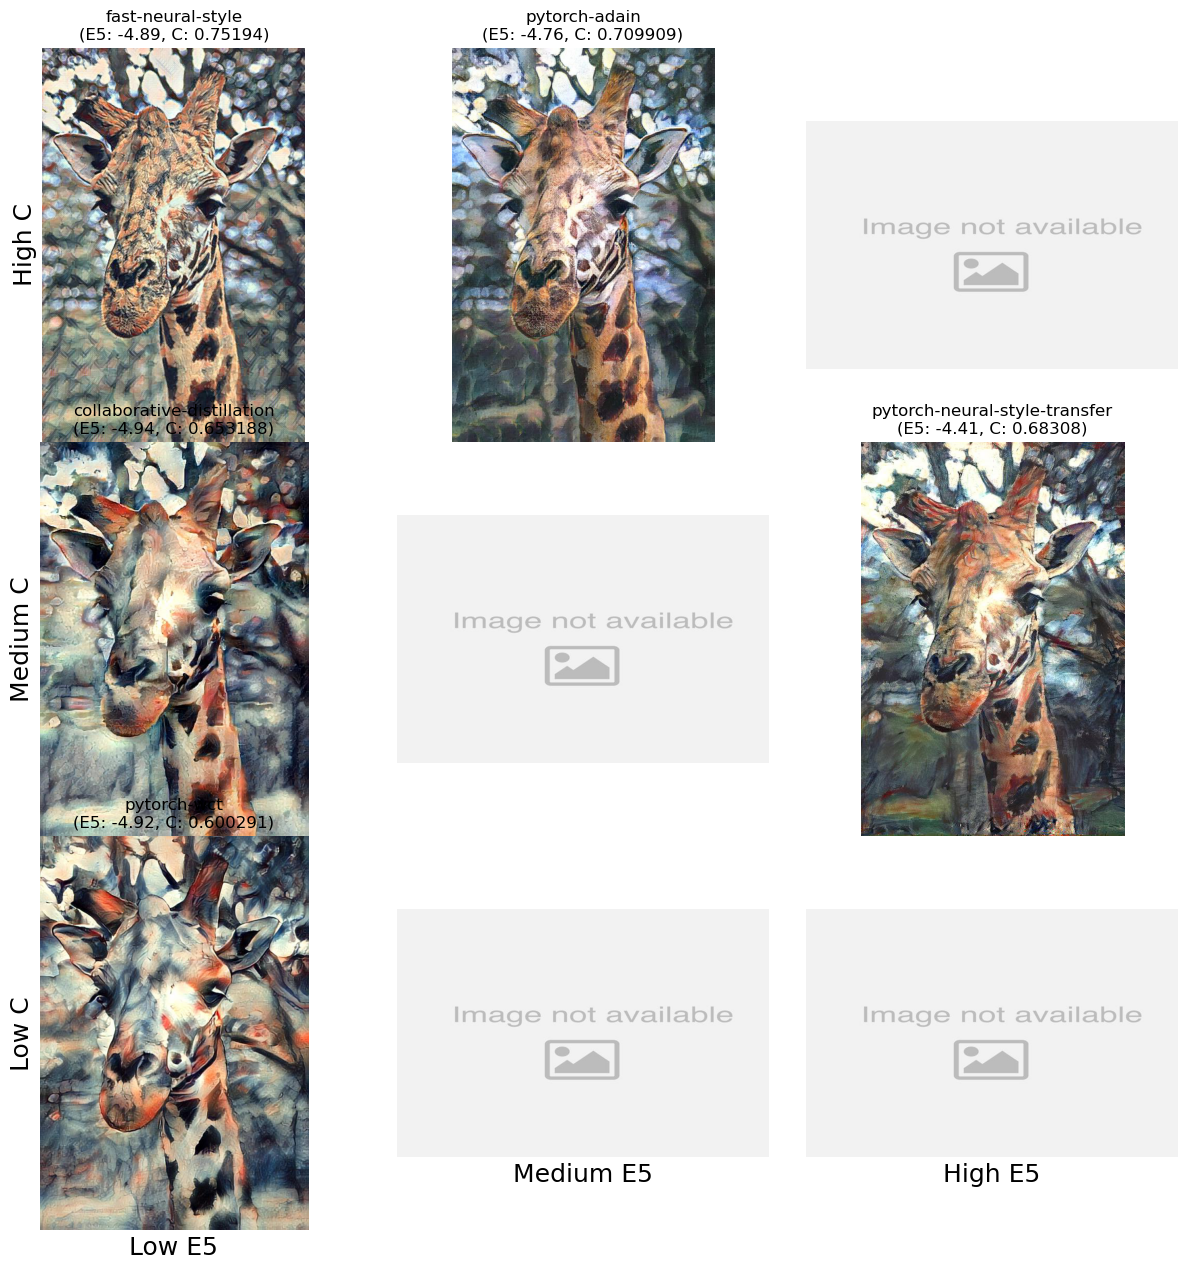 fast-neural-style
(E5: -4.89, C: 0.75194)
pytorch-adain
(E5: -4.76, C: 0.709909)
High C
Image not available
collaborative-distillation
(E5: -4.94, C: 0.653188)
pytorch-neural-style-transfer
(E5: -4.41, C: 0.68308)
Medium C
Image not available
pytorch-wct
(E5: -4.92, C: 0.600291)
Low C
Image not available
Image not available
Low E5
Medium E5
High E5